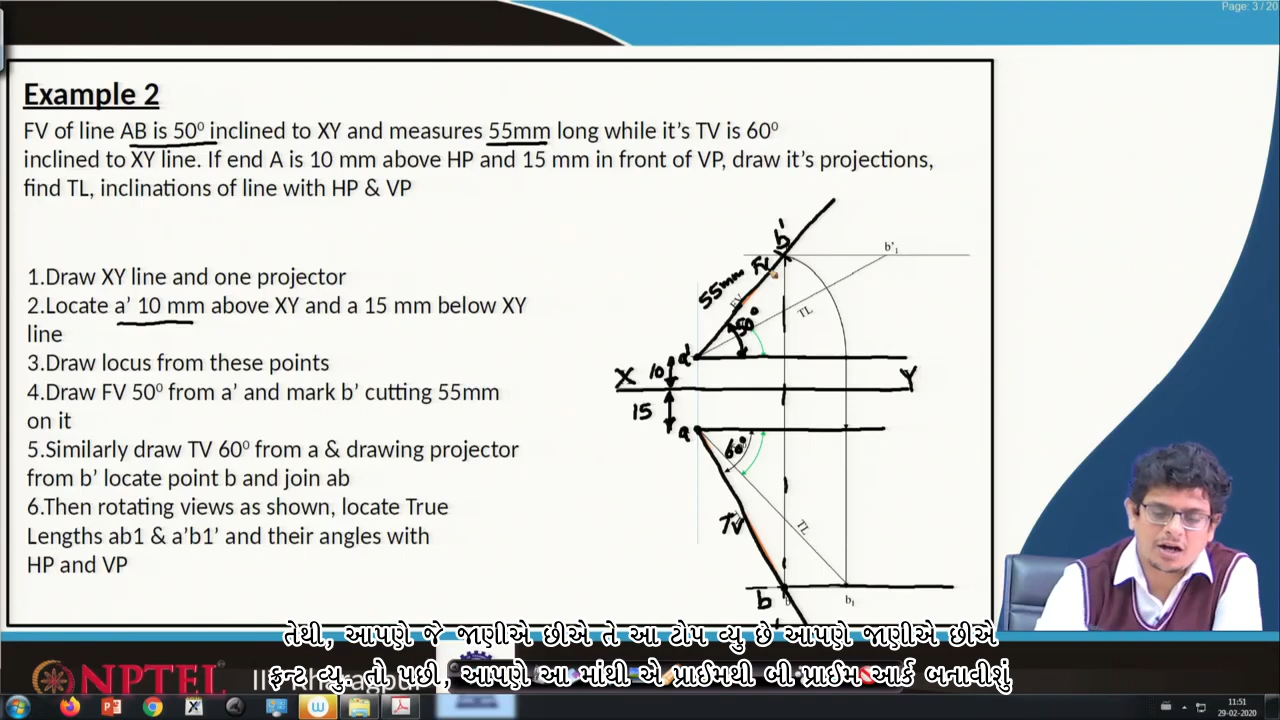 Page: 3 / 20
Example 2
FV of line AB is 50⁰ inclined to XY and measures 55mm long while it's TV is 60⁰
inclined to XY line. If end A is 10 mm above HP and 15 mm in front of VP, draw it's projections,
find TL, inclinations of line with HP & VP
1.Draw XY line and one projector
2.Locate a' 10 mm above XY and a 15 mm below XY
line
3.Draw locus from these points
4.Draw FV 50⁰ from a' and mark b' cutting 55mm
on it
5.Similarly draw TV 60⁰ from a & drawing projector
from b' locate point b and join ab
6.Then rotating views as shown, locate True
Lengths ab1 & a'b1' and their angles with
HP and VP
b'
b'₁
55mm FV
FV
TL
50°
a'
X 10 Y
15
a
60°
TV
TL
b
b₁
તેથી, આપણે જે જાણીએ છીએ તે આ ટોપ વ્યુ છે આપણે જાણીએ છીએ
ફ્રન્ટ વ્યુ. તો પછી, આપણે આ માંથી એ પ્રાઈમથી બી પ્રાઈમ આર્ક બનાવીશું
NPTEL
IIT Kharagpur
11:51
29-02-2020